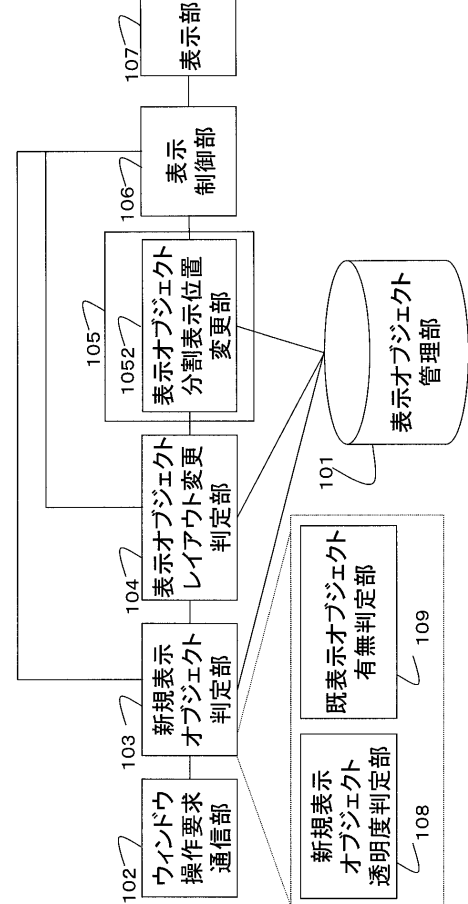 102
ウィンドウ
操作要求
通信部
103
新規表示
オブジェクト
判定部
104
表示オブジェクト
レイアウト変更
判定部
105
1052
表示オブジェクト
分割表示位置
変更部
106
表示
制御部
107
表示部
新規表示
オブジェクト
透明度判定部
108
既表示オブジェクト
有無判定部
109
101
表示オブジェクト
管理部